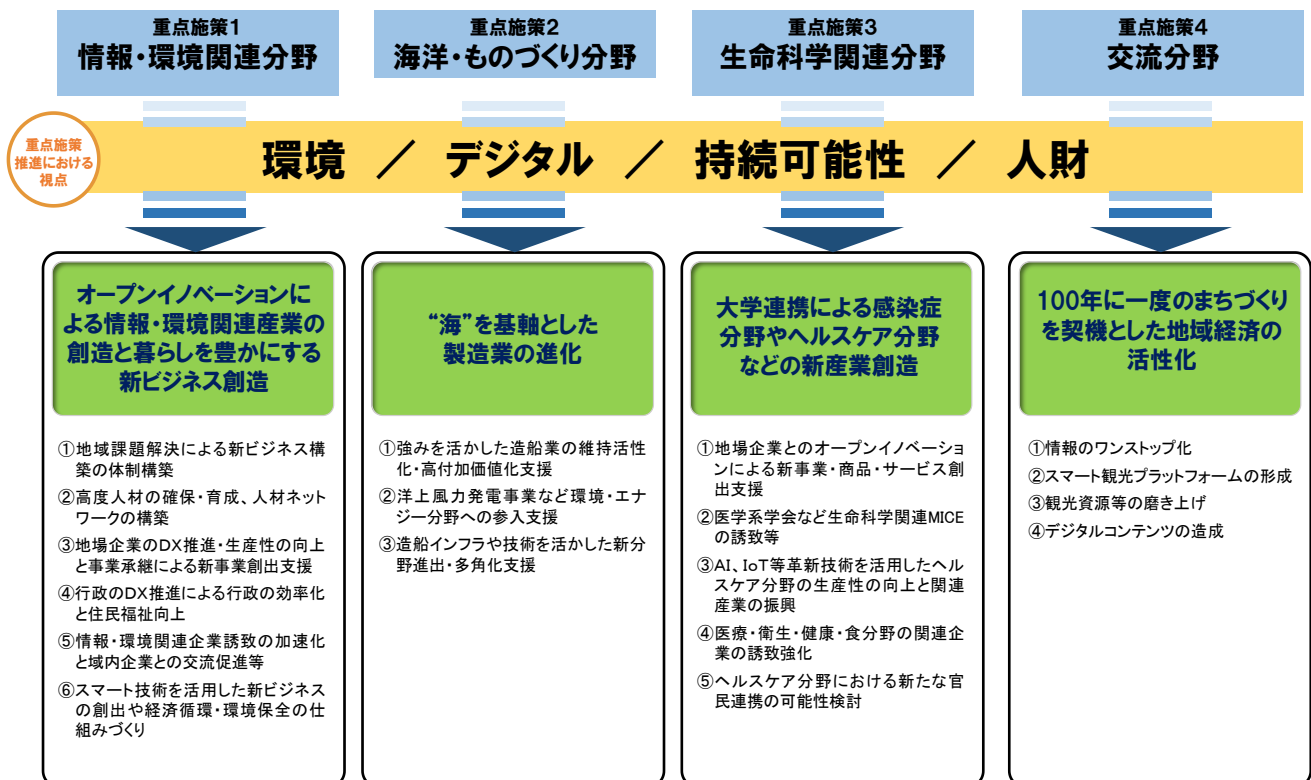 重点施策1
情報・環境関連分野
重点施策2
海洋・ものづくり分野
重点施策3
生命科学関連分野
重点施策4
交流分野
重点施策
推進における
視点
環境 ／ デジタル ／ 持続可能性 ／ 人財
オープンイノベーションに
よる情報・環境関連産業の
創造と暮らしを豊かにする
新ビジネス創造
①地域課題解決による新ビジネス構
築の体制構築
②高度人材の確保・育成、人材ネット
ワークの構築
③地場企業のDX推進・生産性の向上
と事業承継による新事業創出支援
④行政のDX推進による行政の効率化
と住民福祉向上
⑤情報・環境関連企業誘致の加速化
と域内企業との交流促進等
⑥スマート技術を活用した新ビジネス
の創出や経済循環・環境保全の仕
組みづくり
“海”を基軸とした
製造業の進化
①強みを活かした造船業の維持活性
化・高付加価値化支援
②洋上風力発電事業など環境・エナ
ジー分野への参入支援
③造船インフラや技術を活かした新分
野進出・多角化支援
大学連携による感染症
分野やヘルスケア分野
などの新産業創造
①地場企業とのオープンイノベーショ
ンによる新事業・商品・サービス創
出支援
②医学系学会など生命科学関連MICE
の誘致等
③AI、IoT等革新技術を活用したヘル
スケア分野の生産性の向上と関連
産業の振興
④医療・衛生・健康・食分野の関連企
業の誘致強化
⑤ヘルスケア分野における新たな官
民連携の可能性検討
100年に一度のまちづくり
を契機とした地域経済の
活性化
①情報のワンストップ化
②スマート観光プラットフォームの形成
③観光資源等の磨き上げ
④デジタルコンテンツの造成